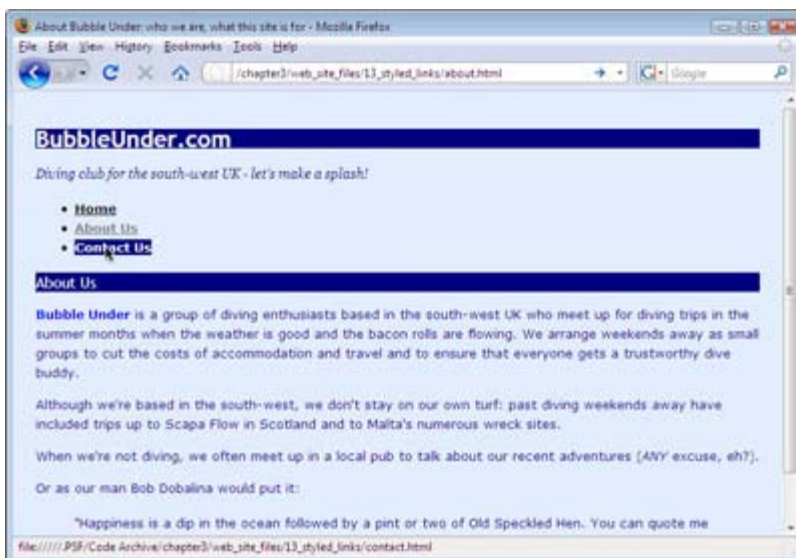 About Bubble Under: who we are, what this site is for - Mozilla Firefox
File Edit View History Bookmarks Tools Help
/chapter3/web_site_files/13_styled_links/about.html
Google
BubbleUnder.com
Diving club for the south-west UK - let's make a splash!
• Home
• About Us
• Contact Us
About Us
Bubble Under is a group of diving enthusiasts based in the south-west UK who meet up for diving trips in the
summer months when the weather is good and the bacon rolls are flowing. We arrange weekends away as small
groups to cut the costs of accommodation and travel and to ensure that everyone gets a trustworthy dive
buddy.
Although we're based in the south-west, we don't stay on our own turf: past diving weekends away have
included trips up to Scapa Flow in Scotland and to Malta's numerous wreck sites.
When we're not diving, we often meet up in a local pub to talk about our recent adventures (ANY excuse, eh?).
Or as our man Bob Dobalina would put it:
"Happiness is a dip in the ocean followed by a pint or two of Old Speckled Hen. You can quote me
file://///.PSF/Code Archive/chapter3/web_site_files/13_styled_links/contact.html